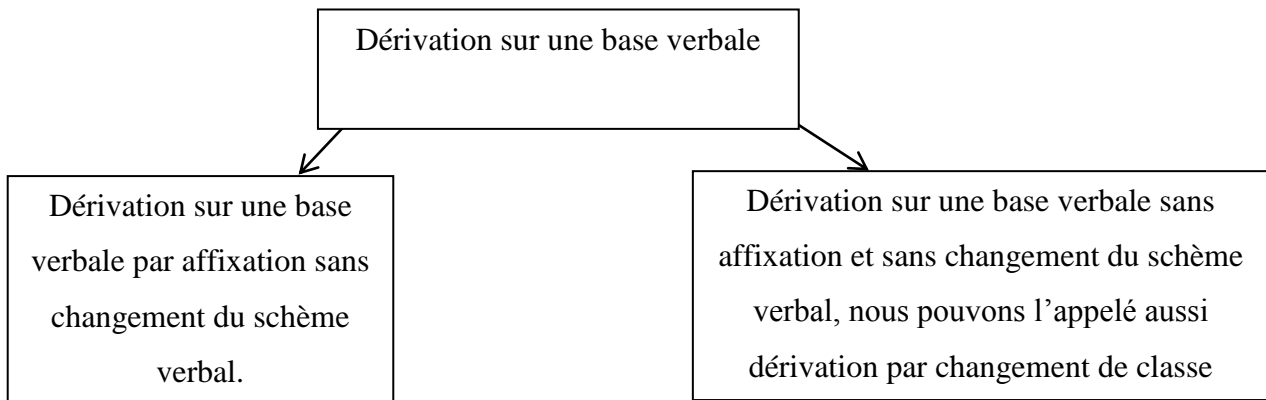 Dérivation sur une base verbale
Dérivation sur une base
verbale par affixation sans
changement du schème
verbal.
Dérivation sur une base verbale sans
affixation et sans changement du schème
verbal, nous pouvons l’appelé aussi
dérivation par changement de classe